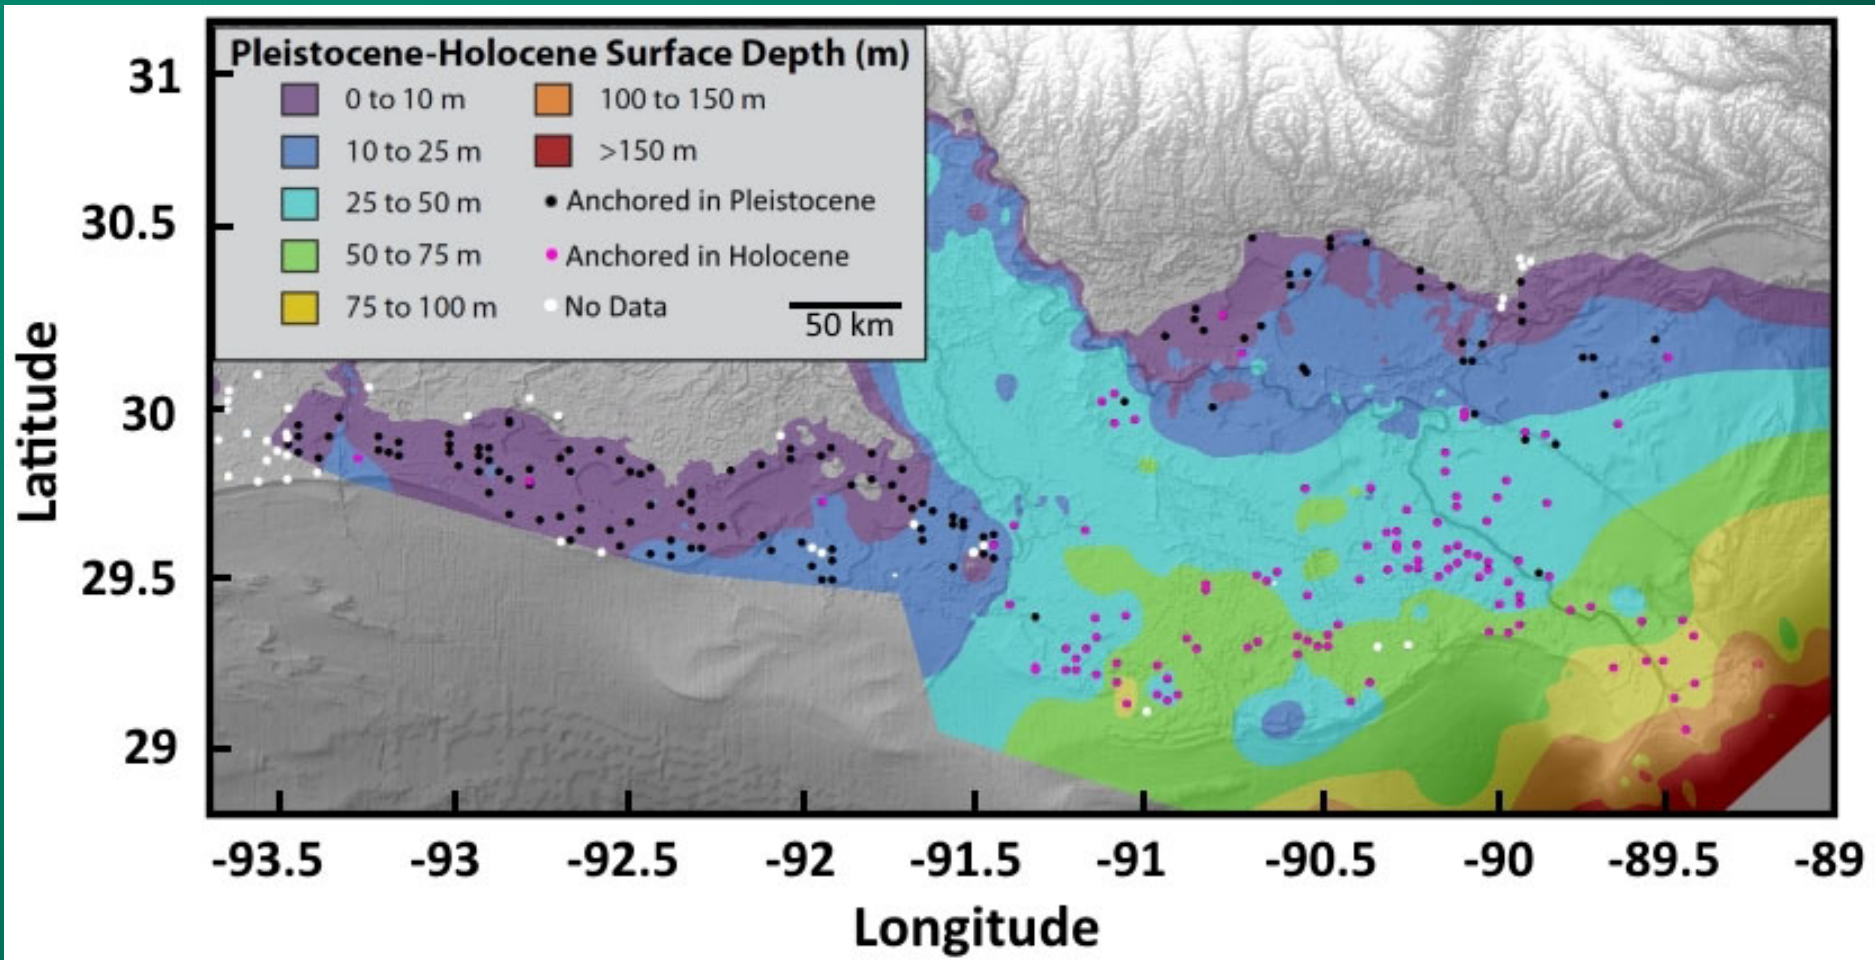 Pleistocene-Holocene Surface Depth (m)
0 to 10 m
10 to 25 m
25 to 50 m
50 to 75 m
75 to 100 m
100 to 150 m
>150 m
Anchored in Pleistocene
Anchored in Holocene
No Data
50 km
Latitude
31
30.5
30
29.5
29
-93.5
-93
-92.5
-92
-91.5
-91
-90.5
-90
-89.5
-89
Longitude